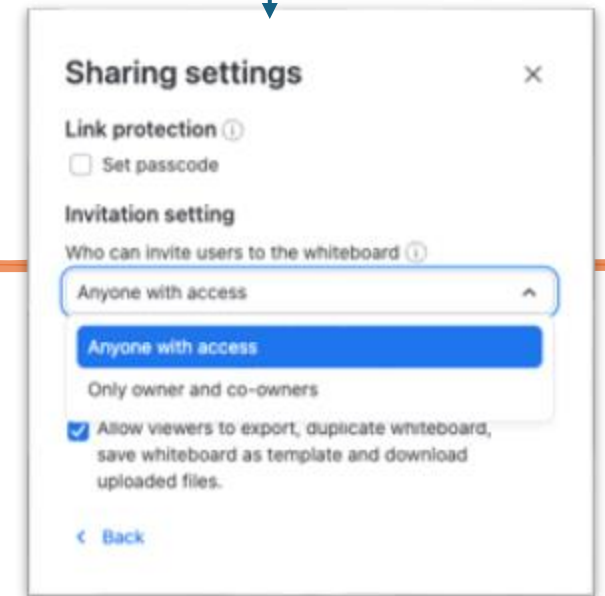 Sharing settings
Link protection
Set passcode
Invitation setting
Who can invite users to the whiteboard
Anyone with access
Anyone with access
Only owner and co-owners
Allow viewers to export, duplicate whiteboard,
save whiteboard as template and download
uploaded files.
Back